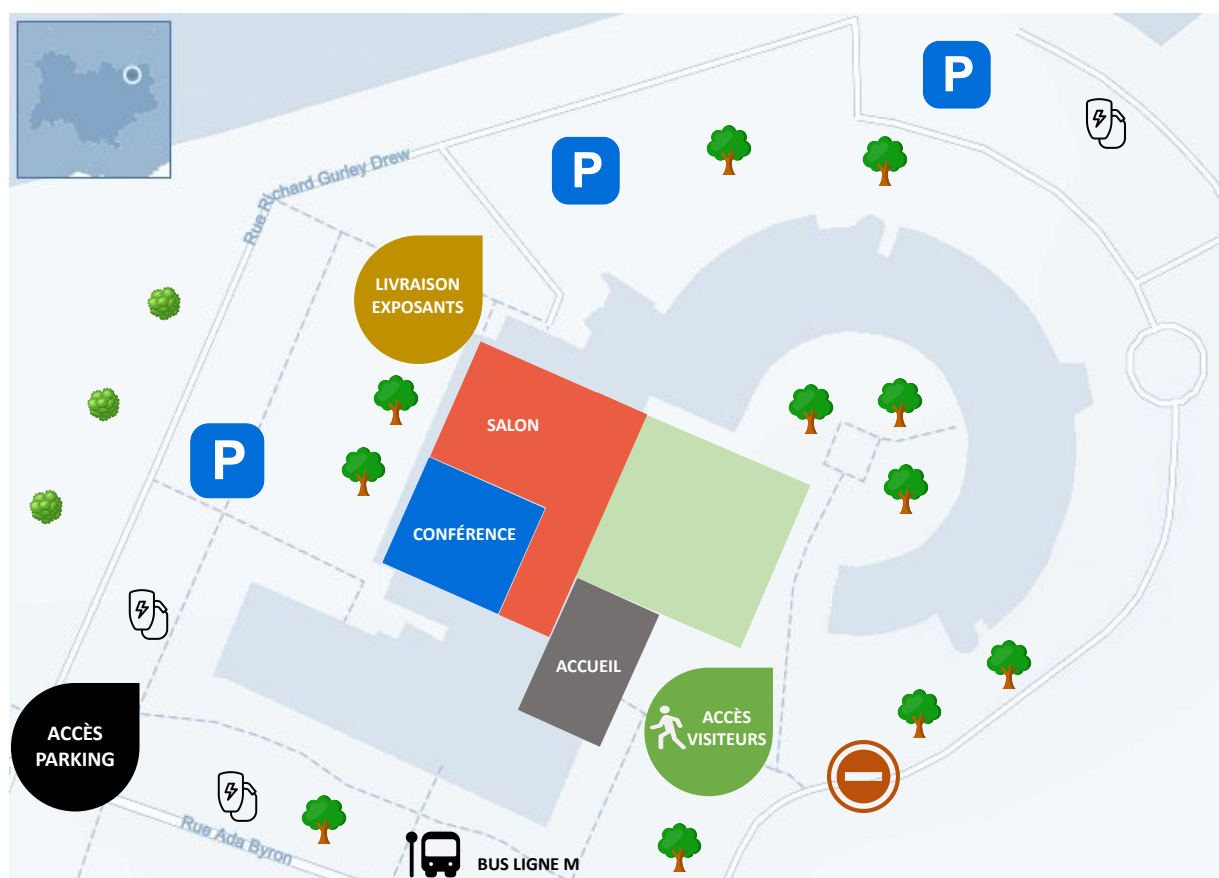 P
P
Rue Richard Gurley Drew
LIVRAISON
EXPOSANTS
SALON
P
CONFÉRENCE
ACCUEIL
ACCÈS
VISITEURS
ACCÈS
PARKING
Rue Ada Byron
BUS LIGNE M